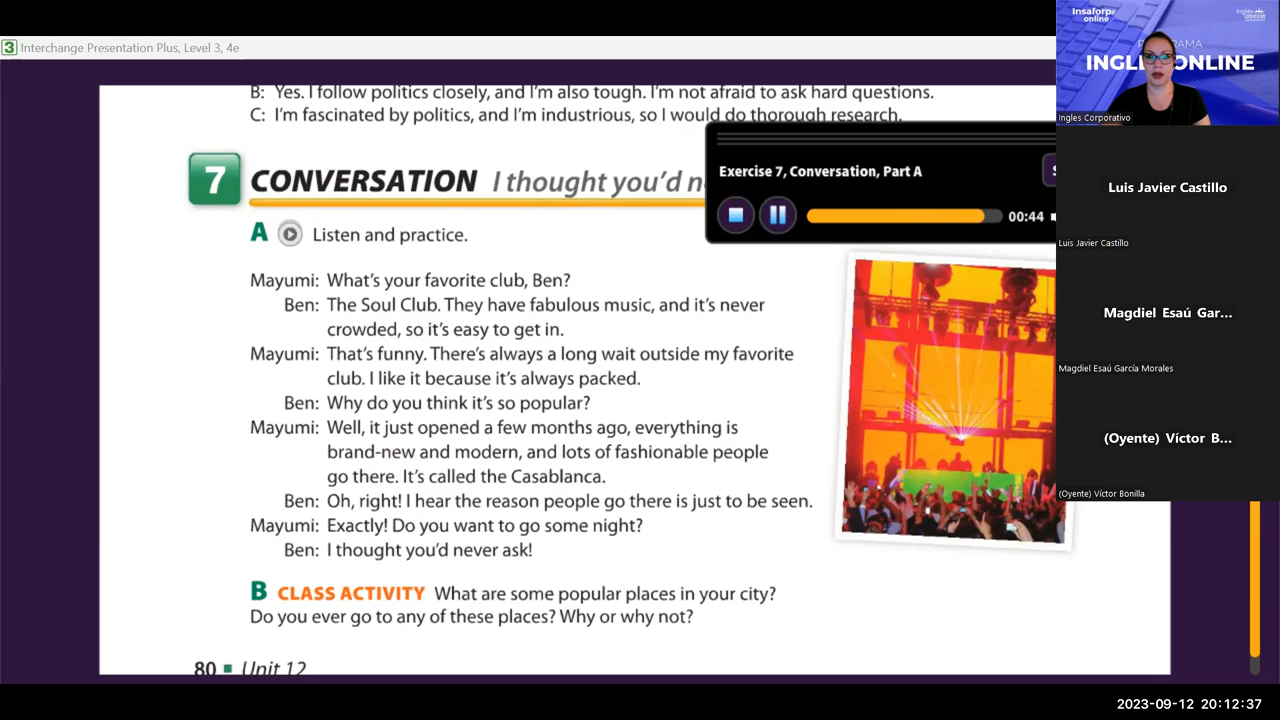 Interchange Presentation Plus, Level 3, 4e
B: Yes. I follow politics closely, and I'm also tough. I'm not afraid to ask hard questions.
C: I'm fascinated by politics, and I'm industrious, so I would do thorough research.
7 CONVERSATION I thought you'd
Exercise 7, Conversation, Part A
00:44
A Listen and practice.
Mayumi: What's your favorite club, Ben?
Ben: The Soul Club. They have fabulous music, and it's never
crowded, so it's easy to get in.
Mayumi: That's funny. There's always a long wait outside my favorite
club. I like it because it's always packed.
Ben: Why do you think it's so popular?
Mayumi: Well, it just opened a few months ago, everything is
brand-new and modern, and lots of fashionable people
go there. It's called the Casablanca.
Ben: Oh, right! I hear the reason people go there is just to be seen.
Mayumi: Exactly! Do you want to go some night?
Ben: I thought you'd never ask!
B CLASS ACTIVITY What are some popular places in your city?
Do you ever go to any of these places? Why or why not?
80 ■ Unit 12
Insaforp
online
INGL ONLINE
Ingles Corporativo
Luis Javier Castillo
Luis Javier Castillo
Magdiel Esaú Gar...
Magdiel Esaú García Morales
(Oyente) Víctor B...
(Oyente) Víctor Bonilla
2023-09-12 20:12:37